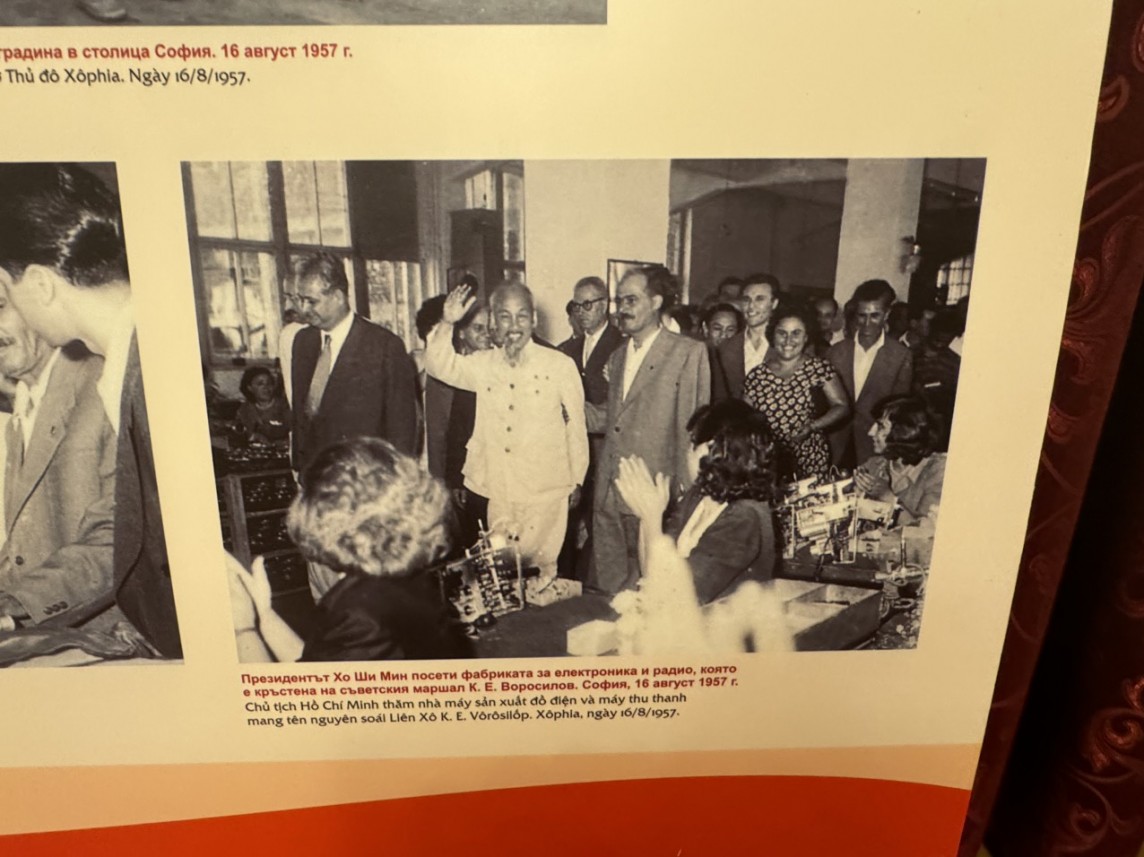 градина в столица София. 16 август 1957 г.
Thủ đô Xôphia. Ngày 16/8/1957.
Президентът Хо Ши Мин посети фабриката за електроника и радио, която
е кръстена на съветския маршал К. Е. Воросилов. София, 16 август 1957 г.
Chủ tịch Hồ Chí Minh thăm nhà máy sản xuất đồ điện và máy thu thanh
mang tên nguyên soái Liên Xô K. E. Vôrôsilốp. Xôphia, ngày 16/8/1957.